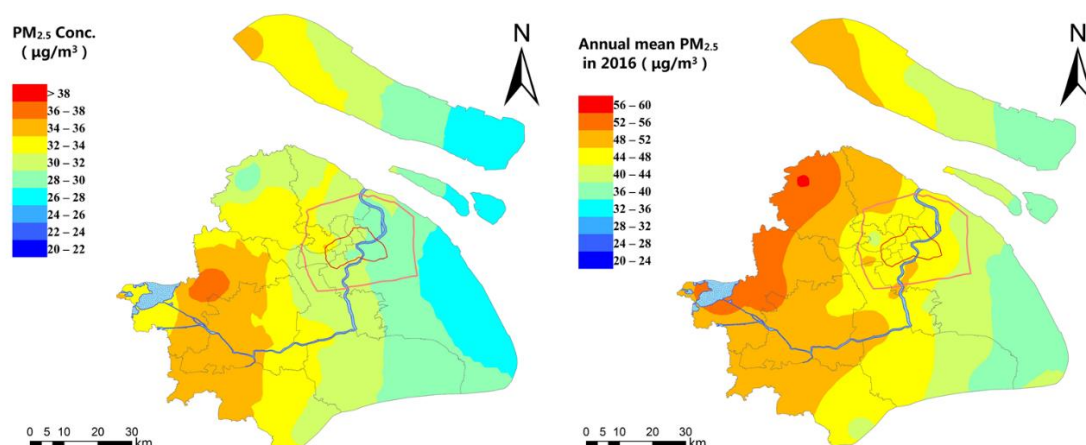 PM2.5 Conc.
( μg/m³ )
> 38
36 – 38
34 – 36
32 – 34
30 – 32
28 – 30
26 – 28
24 – 26
22 – 24
20 – 22
N
0 5 10 20 30
km
Annual mean PM2.5
in 2016 ( μg/m³ )
56 – 60
52 – 56
48 – 52
44 – 48
40 – 44
36 – 40
32 – 36
28 – 32
24 – 28
20 – 24
N
0 5 10 20 30
km